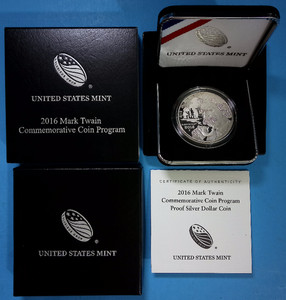 UNITED STATES MINT
2016 Mark Twain
Commemorative Coin Program
UNITED STATES MINT
UNITED STATES MINT
CERTIFICATE OF AUTHENTICITY
2016 Mark Twain
Commemorative Coin Program
Proof Silver Dollar Coin
UNITED STATES MINT